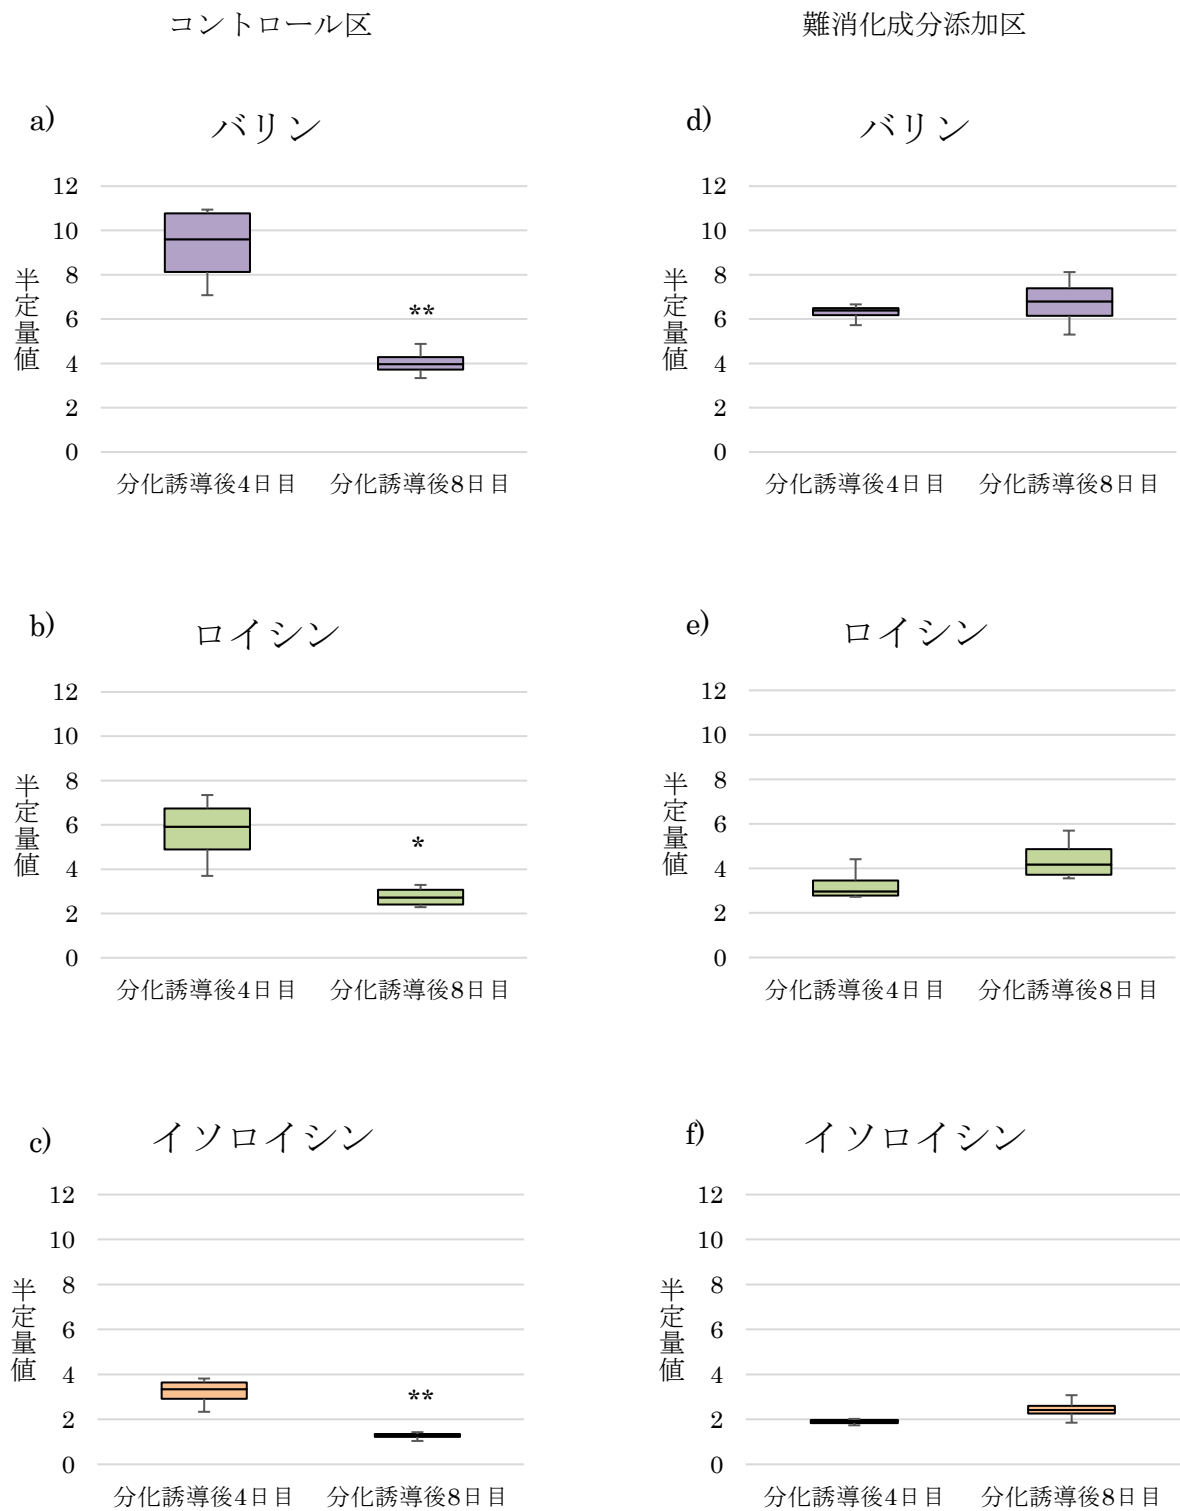 コントロール区
難消化成分添加区
a)
バリン
12
10
8
6
4
2
0
半定量値
**
分化誘導後4日目
分化誘導後8日目
d)
バリン
12
10
8
6
4
2
0
半定量値
分化誘導後4日目
分化誘導後8日目
b)
ロイシン
12
10
8
6
4
2
0
半定量値
*
分化誘導後4日目
分化誘導後8日目
e)
ロイシン
12
10
8
6
4
2
0
半定量値
分化誘導後4日目
分化誘導後8日目
c)
イソロイシン
12
10
8
6
4
2
0
半定量値
**
分化誘導後4日目
分化誘導後8日目
f)
イソロイシン
12
10
8
6
4
2
0
半定量値
分化誘導後4日目
分化誘導後8日目